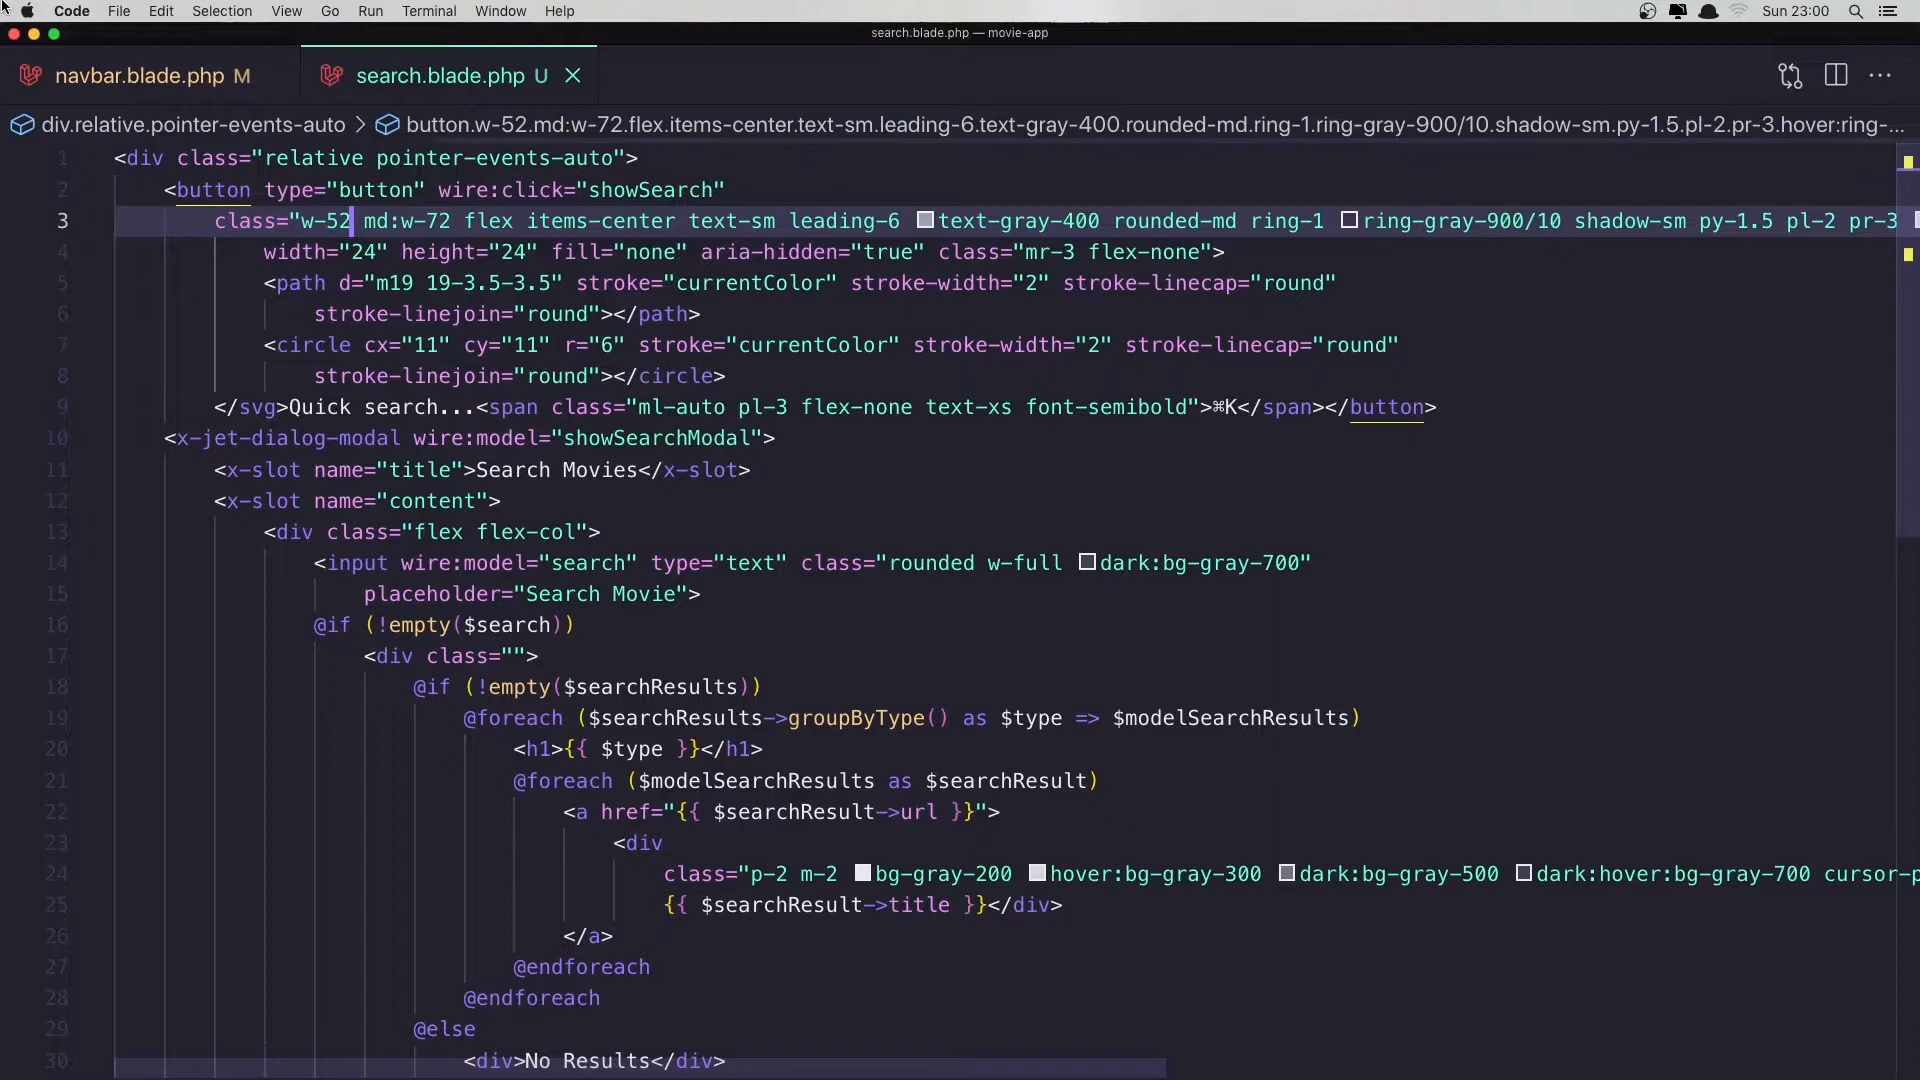 Code File Edit Selection View Go Run Terminal Window Help Sun 23:00
search.blade.php — movie-app
navbar.blade.php M search.blade.php U
div.relative.pointer-events-auto > button.w-52.md:w-72.flex.items-center.text-sm.leading-6.text-gray-400.rounded-md.ring-1.ring-gray-900/10.shadow-sm.py-1.5.pl-2.pr-3.hover:ring-...
1 <div class="relative pointer-events-auto">
2 <button type="button" wire:click="showSearch"
3 class="w-52 md:w-72 flex items-center text-sm leading-6 text-gray-400 rounded-md ring-1 ring-gray-900/10 shadow-sm py-1.5 pl-2 pr-3
4 width="24" height="24" fill="none" aria-hidden="true" class="mr-3 flex-none">
5 <path d="m19 19-3.5-3.5" stroke="currentColor" stroke-width="2" stroke-linecap="round"
6 stroke-linejoin="round"></path>
7 <circle cx="11" cy="11" r="6" stroke="currentColor" stroke-width="2" stroke-linecap="round"
8 stroke-linejoin="round"></circle>
9 </svg>Quick search...<span class="ml-auto pl-3 flex-none text-xs font-semibold">⌘K</span></button>
10 <x-jet-dialog-modal wire:model="showSearchModal">
11 <x-slot name="title">Search Movies</x-slot>
12 <x-slot name="content">
13 <div class="flex flex-col">
14 <input wire:model="search" type="text" class="rounded w-full dark:bg-gray-700"
15 placeholder="Search Movie">
16 @if (!empty($search))
17 <div class="">
18 @if (!empty($searchResults))
19 @foreach ($searchResults->groupByType() as $type => $modelSearchResults)
20 <h1>{{ $type }}</h1>
21 @foreach ($modelSearchResults as $searchResult)
22 <a href="{{ $searchResult->url }}">
23 <div
24 class="p-2 m-2 bg-gray-200 hover:bg-gray-300 dark:bg-gray-500 dark:hover:bg-gray-700 cursor-p
25 {{ $searchResult->title }}</div>
26 </a>
27 @endforeach
28 @endforeach
29 @else
30 <div>No Results</div>